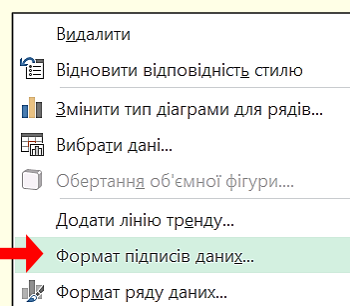 Видалити
Відновити відповідність стилю
Змінити тип діаграми для рядів...
Вибрати дані...
Обертання об'ємної фігури....
Додати лінію тренду...
Формат підписів даних...
Формат ряду даних...